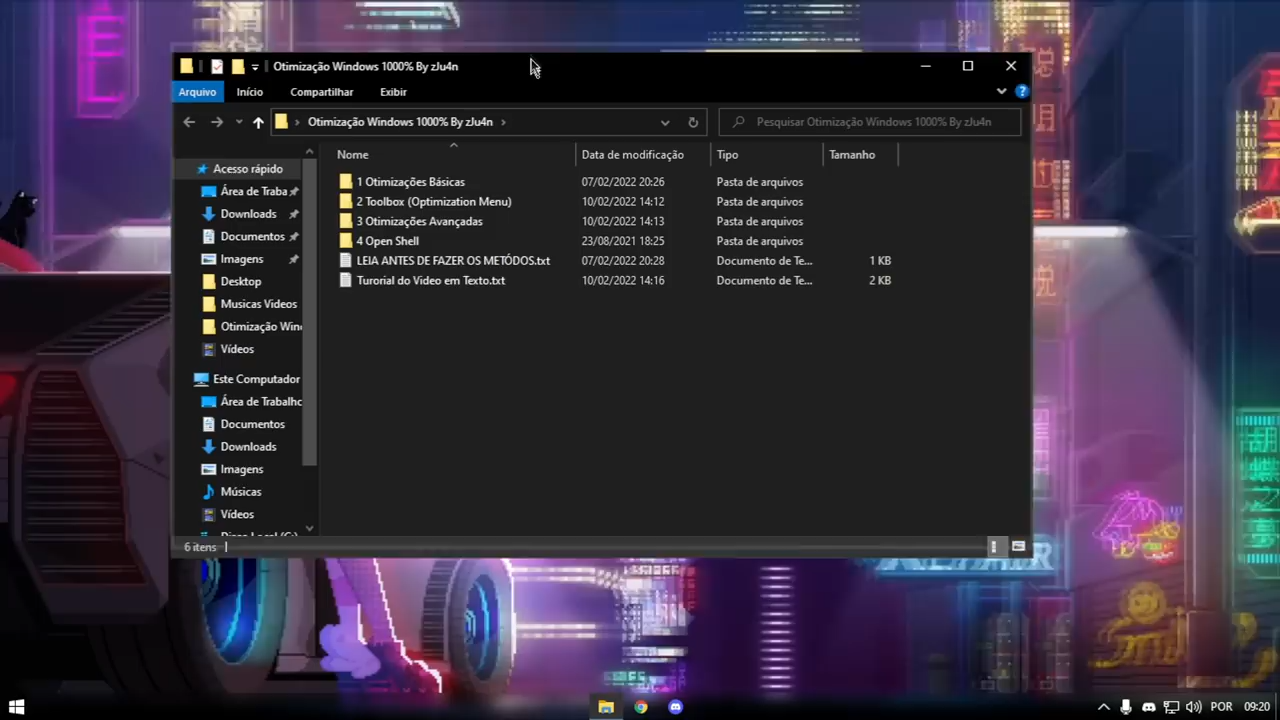 Otimização Windows 1000% By zJu4n
Arquivo Início Compartilhar Exibir
Otimização Windows 1000% By zJu4n Pesquisar Otimização Windows 1000% By zJu4n
Nome Data de modificação Tipo Tamanho
Acesso rápido
Área de Traba
Downloads
Documentos
Imagens
Desktop
Musicas Videos
Otimização Win
Vídeos
Este Computador
Área de Trabalho
Documentos
Downloads
Imagens
Músicas
Vídeos
Disco Local (C:)
1 Otimizações Básicas 07/02/2022 20:26 Pasta de arquivos
2 Toolbox (Optimization Menu) 10/02/2022 14:12 Pasta de arquivos
3 Otimizações Avançadas 10/02/2022 14:13 Pasta de arquivos
4 Open Shell 23/08/2021 18:25 Pasta de arquivos
LEIA ANTES DE FAZER OS METÓDOS.txt 07/02/2022 20:28 Documento de Te... 1 KB
Turorial do Video em Texto.txt 10/02/2022 14:16 Documento de Te... 2 KB
6 itens
POR 09:20